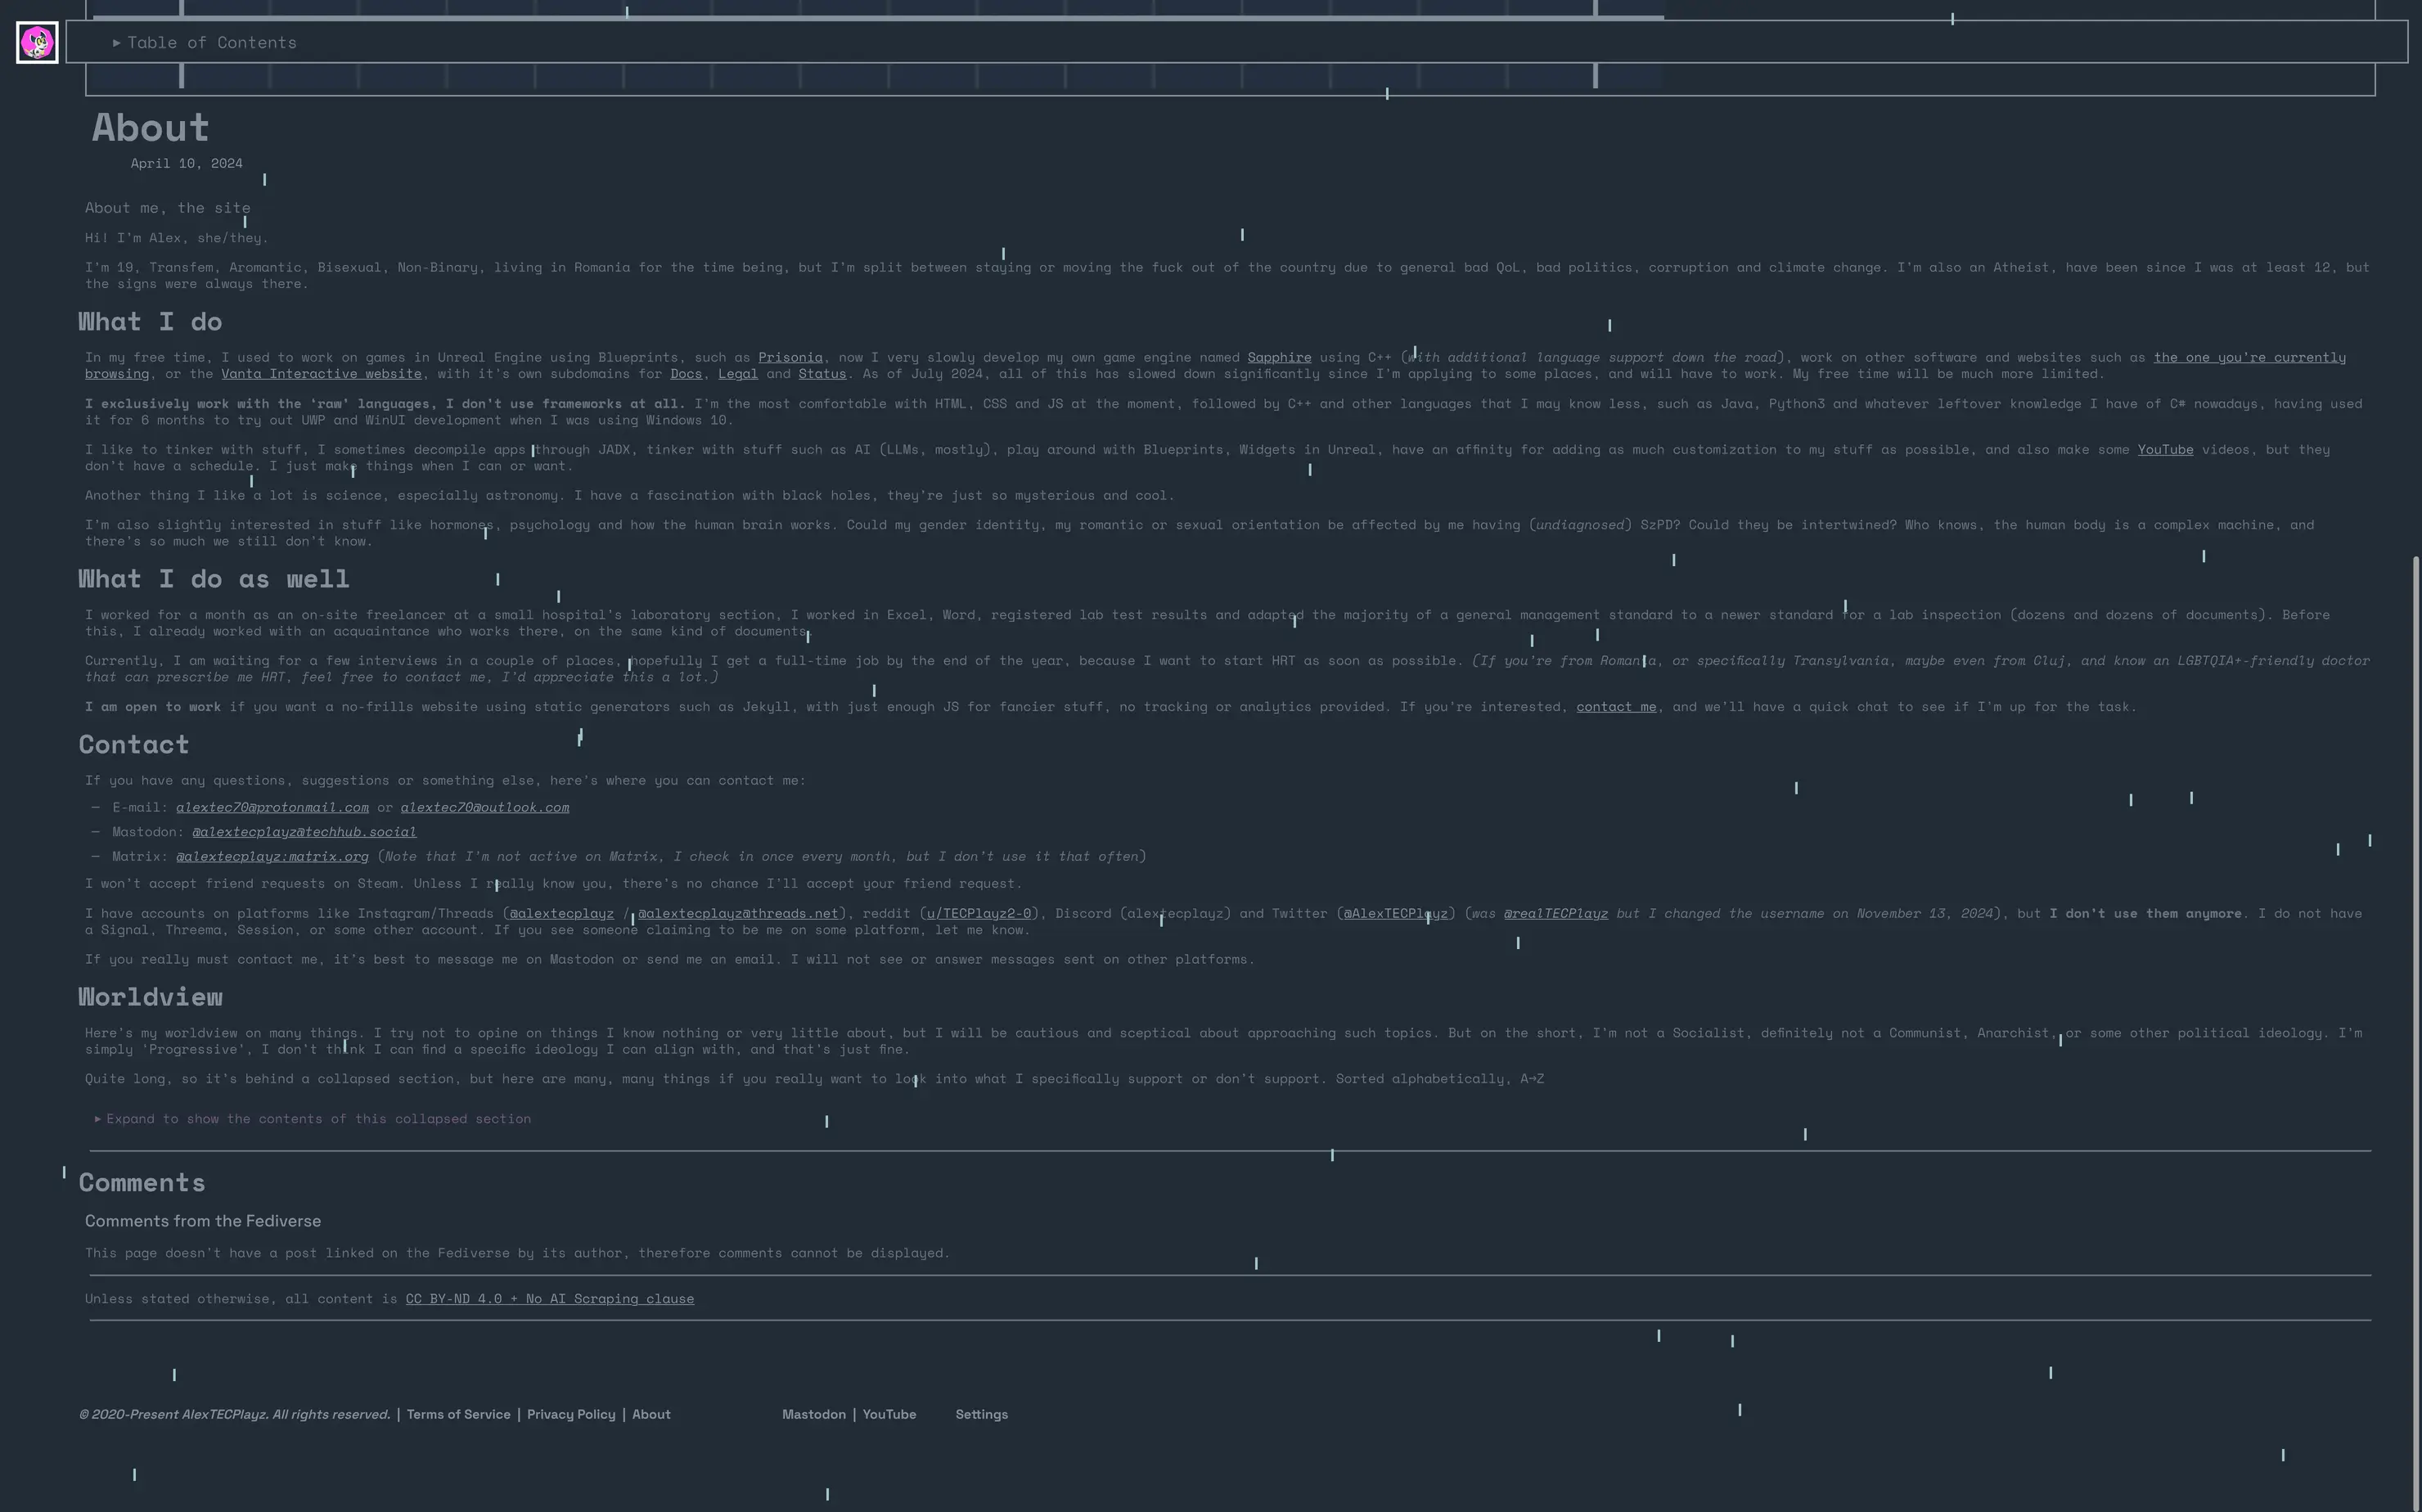 ▸ Table of Contents
About
April 10, 2024
About me, the site
Hi! I'm Alex, she/they.
I'm 19, Transfem, Aromantic, Bisexual, Non-Binary, living in Romania for the time being, but I'm split between staying or moving the fuck out of the country due to general bad QoL, bad politics, corruption and climate change. I'm also an Atheist, have been since I was at least 12, but
the signs were always there.
What I do
In my free time, I used to work on games in Unreal Engine using Blueprints, such as Prisonia, now I very slowly develop my own game engine named Sapphire using C++ (with additional language support down the road), work on other software and websites such as the one you're currently
browsing, or the Vanta Interactive website, with it's own subdomains for Docs, Legal and Status. As of July 2024, all of this has slowed down significantly since I'm applying to some places, and will have to work. My free time will be much more limited.
I exclusively work with the 'raw' languages, I don't use frameworks at all. I'm the most comfortable with HTML, CSS and JS at the moment, followed by C++ and other languages that I may know less, such as Java, Python3 and whatever leftover knowledge I have of C# nowadays, having used
it for 6 months to try out UWP and WinUI development when I was using Windows 10.
I like to tinker with stuff, I sometimes decompile apps through JADX, tinker with stuff such as AI (LLMs, mostly), play around with Blueprints, Widgets in Unreal, have an affinity for adding as much customization to my stuff as possible, and also make some YouTube videos, but they
don't have a schedule. I just make things when I can or want.
Another thing I like a lot is science, especially astronomy. I have a fascination with black holes, they're just so mysterious and cool.
I'm also slightly interested in stuff like hormones, psychology and how the human brain works. Could my gender identity, my romantic or sexual orientation be affected by me having (undiagnosed) SzPD? Could they be intertwined? Who knows, the human body is a complex machine, and
there's so much we still don't know.
What I do as well
I worked for a month as an on-site freelancer at a small hospital's laboratory section, I worked in Excel, Word, registered lab test results and adapted the majority of a general management standard to a newer standard for a lab inspection (dozens and dozens of documents). Before
this, I already worked with an acquaintance who works there, on the same kind of documents.
Currently, I am waiting for a few interviews in a couple of places, hopefully I get a full-time job by the end of the year, because I want to start HRT as soon as possible. (If you're from Romania, or specifically Transylvania, maybe even from Cluj, and know an LGBTQIA+-friendly doctor
that can prescribe me HRT, feel free to contact me, I'd appreciate this a lot.)
I am open to work if you want a no-frills website using static generators such as Jekyll, with just enough JS for fancier stuff, no tracking or analytics provided. If you're interested, contact me, and we'll have a quick chat to see if I'm up for the task.
Contact
If you have any questions, suggestions or something else, here's where you can contact me:
— E-mail: alextec70@protonmail.com or alextec70@outlook.com
— Mastodon: @alextecplayz@techhub.social
— Matrix: @alextecplayz:matrix.org (Note that I'm not active on Matrix, I check in once every month, but I don't use it that often)
I won't accept friend requests on Steam. Unless I really know you, there's no chance I'll accept your friend request.
I have accounts on platforms like Instagram/Threads (@alextecplayz / @alextecplayz@threads.net), reddit (u/TECPlayz2-0), Discord (alextecplayz) and Twitter (@AlexTECPlayz) (was @realTECPlayz but I changed the username on November 13, 2024), but I don't use them anymore. I do not have
a Signal, Threema, Session, or some other account. If you see someone claiming to be me on some platform, let me know.
If you really must contact me, it's best to message me on Mastodon or send me an email. I will not see or answer messages sent on other platforms.
Worldview
Here's my worldview on many things. I try not to opine on things I know nothing or very little about, but I will be cautious and sceptical about approaching such topics. But on the short, I'm not a Socialist, definitely not a Communist, Anarchist, or some other political ideology. I'm
simply 'Progressive', I don't think I can find a specific ideology I can align with, and that's just fine.
Quite long, so it's behind a collapsed section, but here are many, many things if you really want to look into what I specifically support or don't support. Sorted alphabetically, A→Z
▸ Expand to show the contents of this collapsed section
Comments
Comments from the Fediverse
This page doesn't have a post linked on the Fediverse by its author, therefore comments cannot be displayed.
Unless stated otherwise, all content is CC BY-ND 4.0 + No AI Scraping clause
© 2020-Present AlexTECPlayz. All rights reserved. | Terms of Service | Privacy Policy | About Mastodon | YouTube Settings